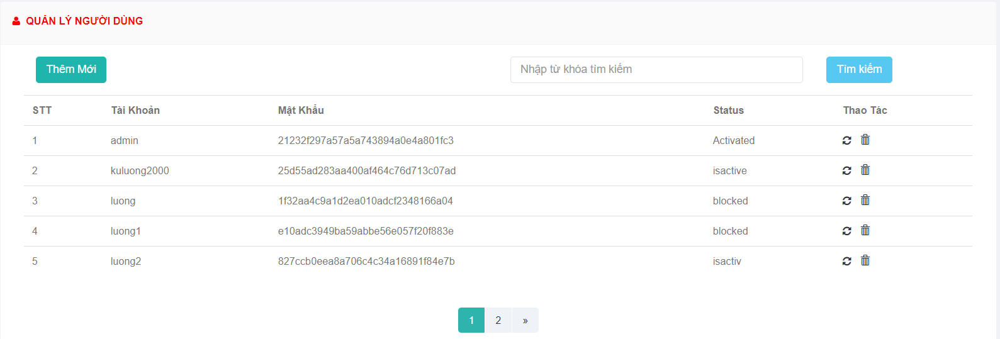 QUẢN LÝ NGƯỜI DÙNG
Thêm Mới Nhập từ khóa tìm kiếm Tìm kiếm
STT Tài Khoản Mật Khẩu Status Thao Tác
1 admin 21232f297a57a5a743894a0e4a801fc3 Activated
2 kuluong2000 25d55ad283aa400af464c76d713c07ad isactive
3 luong 1f32aa4c9a1d2ea010adcf2348166a04 blocked
4 luong1 e10adc3949ba59abbe56e057f20f883e blocked
5 luong2 827ccb0eea8a706c4c34a16891f84e7b isactiv
1 2 »